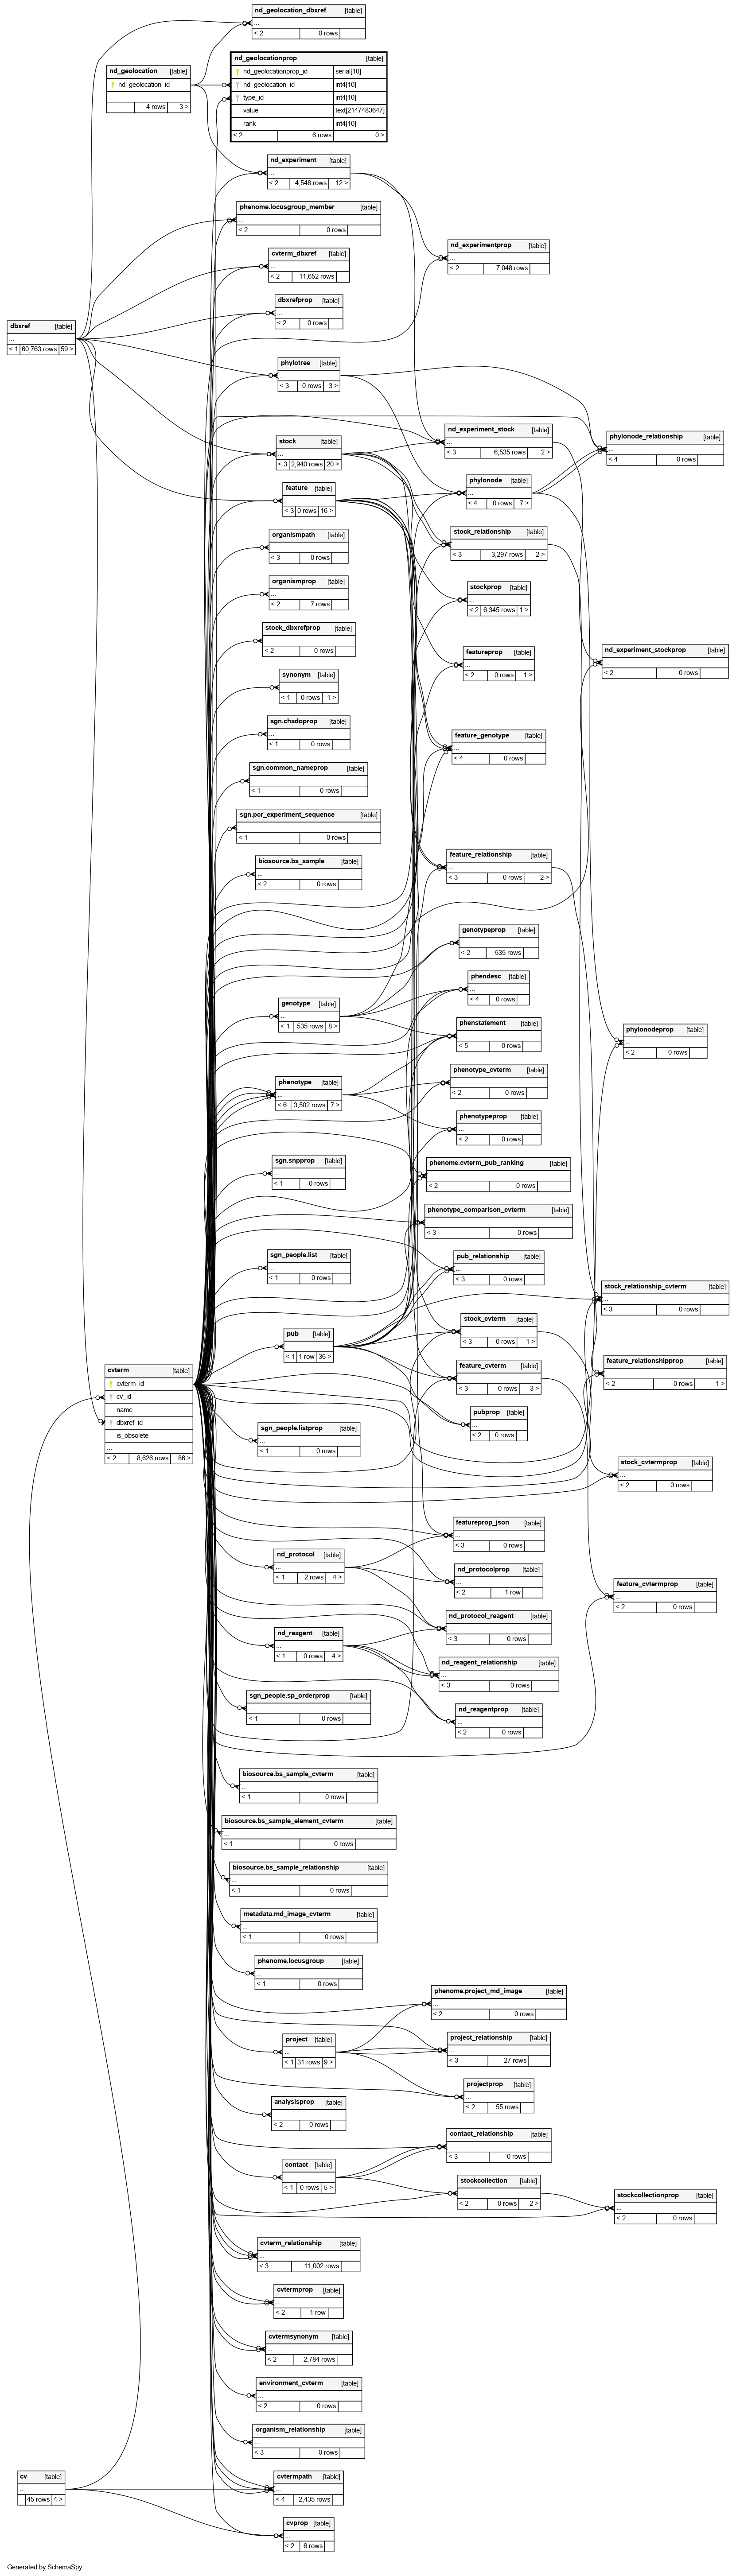 nd_geolocation_dbxref [table]
...
< 2 0 rows
nd_geolocation [table]
nd_geolocation_id
...
4 rows 3 >
nd_geolocationprop [table]
nd_geolocationprop_id serial[10]
nd_geolocation_id int4[10]
type_id int4[10]
value text[2147483647]
rank int4[10]
< 2 6 rows 0 >
nd_experiment [table]
...
< 2 4,548 rows 12 >
phenome.locusgroup_member [table]
...
< 2 0 rows
nd_experimentprop [table]
...
< 2 7,048 rows
cvterm_dbxref [table]
...
< 2 11,652 rows
dbxrefprop [table]
...
< 2 0 rows
dbxref [table]
...
< 1 60,763 rows 59 >
phylotree [table]
...
< 3 0 rows 3 >
nd_experiment_stock [table]
...
< 3 6,535 rows 2 >
phylonode_relationship [table]
...
< 4 0 rows
stock [table]
...
< 3 2,940 rows 20 >
phylonode [table]
...
< 4 0 rows 7 >
feature [table]
...
< 3 0 rows 16 >
stock_relationship [table]
...
< 3 3,297 rows 2 >
organismpath [table]
...
< 3 0 rows
organismprop [table]
...
< 2 7 rows
stockprop [table]
...
< 2 6,345 rows 1 >
stock_dbxrefprop [table]
...
< 2 0 rows
featureprop [table]
...
< 2 0 rows 1 >
nd_experiment_stockprop [table]
...
< 2 0 rows
synonym [table]
...
< 1 0 rows 1 >
sgn.chadoprop [table]
...
< 1 0 rows
feature_genotype [table]
...
< 4 0 rows
sgn.common_nameprop [table]
...
< 1 0 rows
sgn.pcr_experiment_sequence [table]
...
< 1 0 rows
biosource.bs_sample [table]
...
< 2 0 rows
feature_relationship [table]
...
< 3 0 rows 2 >
genotypeprop [table]
...
< 2 535 rows
phendesc [table]
...
< 4 0 rows
genotype [table]
...
< 1 535 rows 8 >
phenstatement [table]
...
< 5 0 rows
phylonodeprop [table]
...
< 2 0 rows
phenotype [table]
...
< 6 3,502 rows 7 >
phenotype_cvterm [table]
...
< 2 0 rows
phenotypeprop [table]
...
< 2 0 rows
sgn.snpprop [table]
...
< 1 0 rows
phenome.cvterm_pub_ranking [table]
...
< 2 0 rows
phenotype_comparison_cvterm [table]
...
< 3 0 rows
sgn_people.list [table]
...
< 1 0 rows
pub_relationship [table]
...
< 3 0 rows
stock_relationship_cvterm [table]
...
< 3 0 rows
pub [table]
...
< 1 1 row 36 >
stock_cvterm [table]
...
< 3 0 rows 1 >
feature_relationshipprop [table]
...
< 2 0 rows 1 >
cvterm [table]
cvterm_id
cv_id
name
dbxref_id
is_obsolete
...
< 2 8,626 rows 86 >
feature_cvterm [table]
...
< 3 0 rows 3 >
pubprop [table]
...
< 2 0 rows
sgn_people.listprop [table]
...
< 1 0 rows
stock_cvtermprop [table]
...
< 2 0 rows
featureprop_json [table]
...
< 3 0 rows
nd_protocol [table]
...
< 1 2 rows 4 >
nd_protocolprop [table]
...
< 2 1 row
feature_cvtermprop [table]
...
< 2 0 rows
nd_protocol_reagent [table]
...
< 3 0 rows
nd_reagent [table]
...
< 1 0 rows 4 >
nd_reagent_relationship [table]
...
< 3 0 rows
sgn_people.sp_orderprop [table]
...
< 1 0 rows
nd_reagentprop [table]
...
< 2 0 rows
biosource.bs_sample_cvterm [table]
...
< 1 0 rows
biosource.bs_sample_element_cvterm [table]
...
< 1 0 rows
biosource.bs_sample_relationship [table]
...
< 1 0 rows
metadata.md_image_cvterm [table]
...
< 1 0 rows
phenome.locusgroup [table]
...
< 1 0 rows
phenome.project_md_image [table]
...
< 2 0 rows
project [table]
...
< 1 31 rows 9 >
project_relationship [table]
...
< 3 27 rows
projectprop [table]
...
< 2 55 rows
analysisprop [table]
...
< 2 0 rows
contact_relationship [table]
...
< 3 0 rows
contact [table]
...
< 1 0 rows 5 >
stockcollection [table]
...
< 2 0 rows 2 >
stockcollectionprop [table]
...
< 2 0 rows
cvterm_relationship [table]
...
< 3 11,002 rows
cvtermprop [table]
...
< 2 1 row
cvtermsynonym [table]
...
< 2 2,784 rows
environment_cvterm [table]
...
< 2 0 rows
organism_relationship [table]
...
< 3 0 rows
cv [table]
...
45 rows 4 >
cvtermpath [table]
...
< 4 2,435 rows
cvprop [table]
...
< 2 6 rows
Generated by SchemaSpy